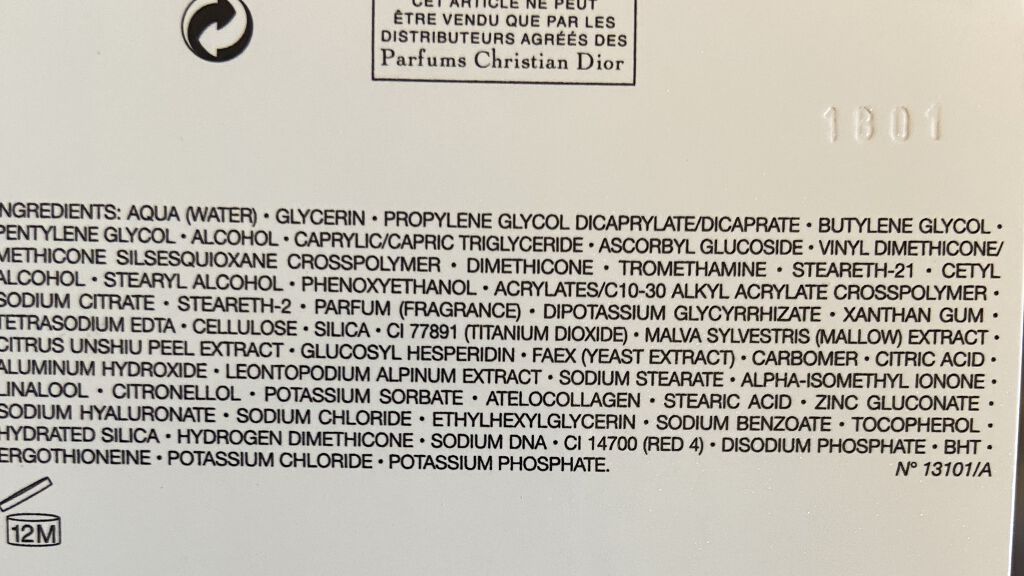 CET ARTICLE NE PEUT
ÊTRE VENDU QUE PAR LES
DISTRIBUTEURS AGRÉÉS DES
Parfums Christian Dior
1801
NGREDIENTS: AQUA (WATER) • GLYCERIN • PROPYLENE GLYCOL DICAPRYLATE/DICAPRATE • BUTYLENE GLYCOL •
PENTYLENE GLYCOL • ALCOHOL • CAPRYLIC/CAPRIC TRIGLYCERIDE • ASCORBYL GLUCOSIDE • VINYL DIMETHICONE/
METHICONE SILSESQUIOXANE CROSSPOLYMER • DIMETHICONE • TROMETHAMINE • STEARETH-21 • CETYL
ALCOHOL • STEARYL ALCOHOL • PHENOXYETHANOL • ACRYLATES/C10-30 ALKYL ACRYLATE CROSSPOLYMER •
SODIUM CITRATE • STEARETH-2 • PARFUM (FRAGRANCE) • DIPOTASSIUM GLYCYRRHIZATE • XANTHAN GUM •
TETRASODIUM EDTA • CELLULOSE • SILICA • CI 77891 (TITANIUM DIOXIDE) • MALVA SYLVESTRIS (MALLOW) EXTRACT •
CITRUS UNSHIU PEEL EXTRACT • GLUCOSYL HESPERIDIN • FAEX (YEAST EXTRACT) • CARBOMER • CITRIC ACID •
ALUMINUM HYDROXIDE • LEONTOPODIUM ALPINUM EXTRACT • SODIUM STEARATE • ALPHA-ISOMETHYL IONONE •
LINALOOL • CITRONELLOL • POTASSIUM SORBATE • ATELOCOLLAGEN • STEARIC ACID • ZINC GLUCONATE •
SODIUM HYALURONATE • SODIUM CHLORIDE • ETHYLHEXYLGLYCERIN • SODIUM BENZOATE • TOCOPHEROL •
HYDRATED SILICA • HYDROGEN DIMETHICONE • SODIUM DNA • CI 14700 (RED 4) • DISODIUM PHOSPHATE • BHT •
ERGOTHIONEINE • POTASSIUM CHLORIDE • POTASSIUM PHOSPHATE.
N° 13101/A
12M